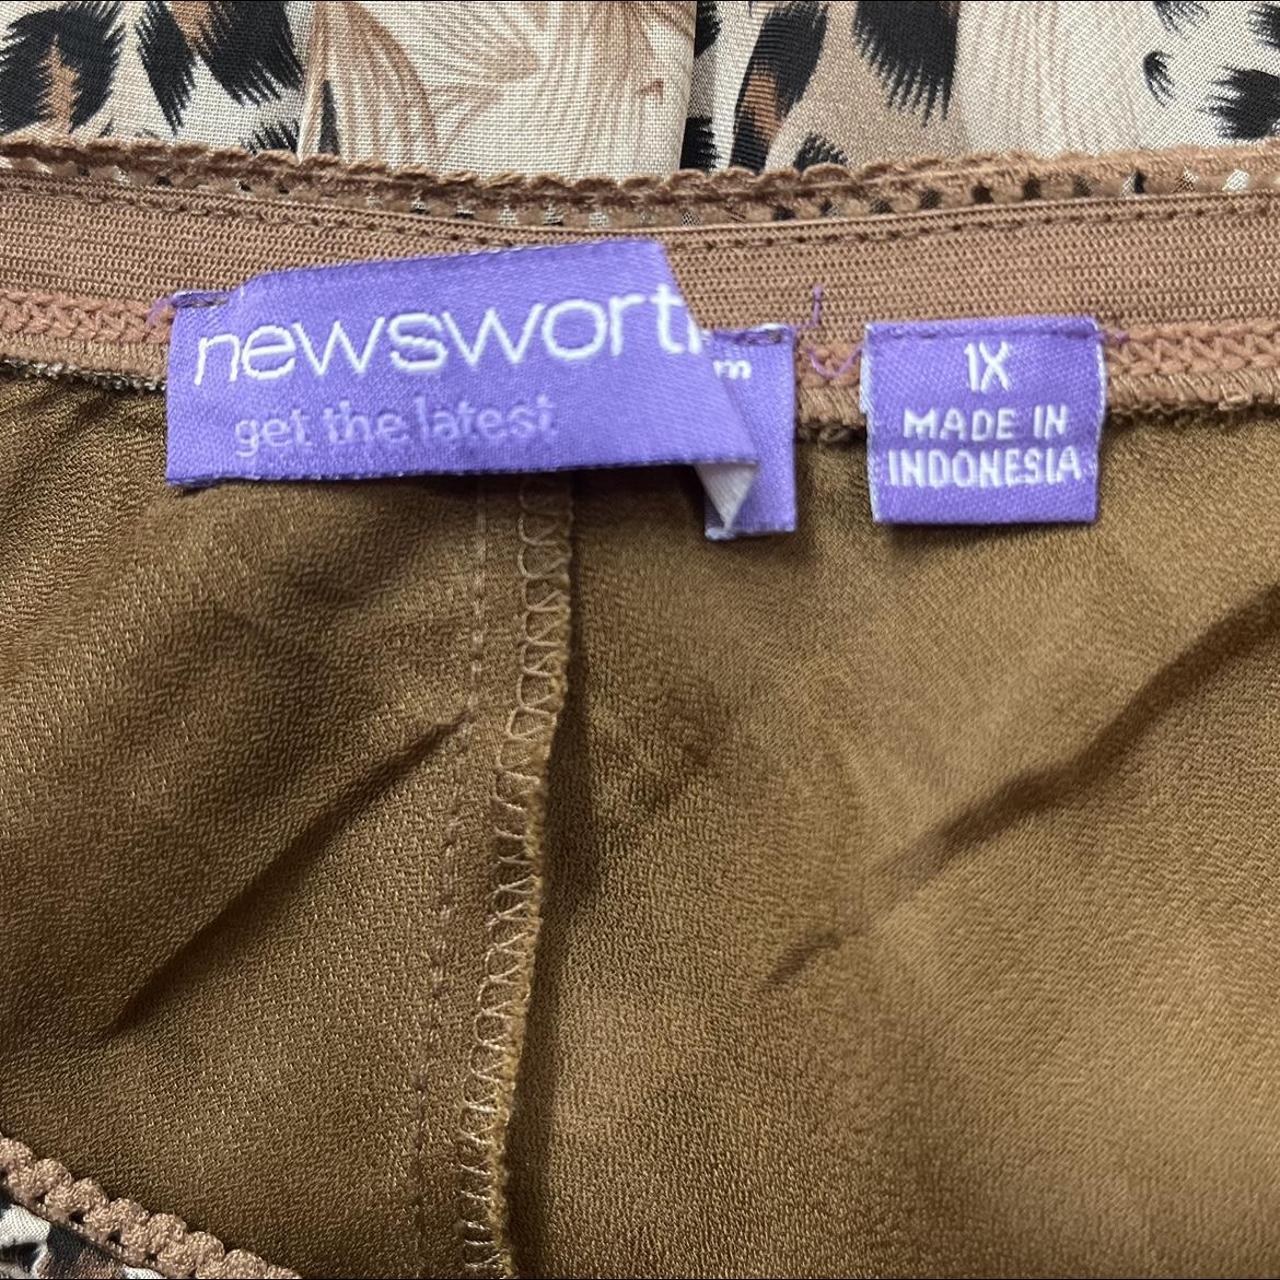 newswort
get the latest
m
1X
MADE IN
INDONESIA